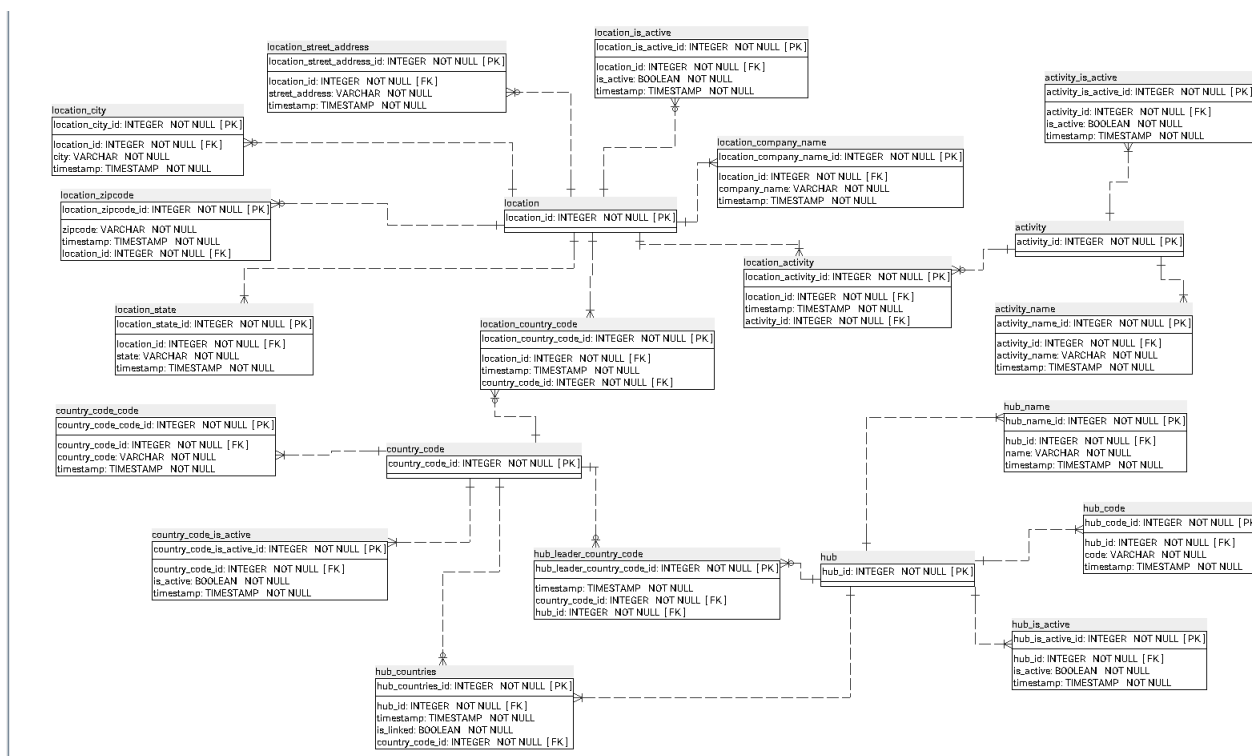 location_street_address
location_street_address_id: INTEGER NOT NULL [PK]
location_id: INTEGER NOT NULL [FK]
street_address: VARCHAR NOT NULL
timestamp: TIMESTAMP NOT NULL
location_is_active
location_is_active_id: INTEGER NOT NULL [PK]
location_id: INTEGER NOT NULL [FK]
is_active: BOOLEAN NOT NULL
timestamp: TIMESTAMP NOT NULL
activity_is_active
activity_is_active_id: INTEGER NOT NULL [PK]
activity_id: INTEGER NOT NULL [FK]
is_active: BOOLEAN NOT NULL
timestamp: TIMESTAMP NOT NULL
location_city
location_city_id: INTEGER NOT NULL [PK]
location_id: INTEGER NOT NULL [FK]
city: VARCHAR NOT NULL
timestamp: TIMESTAMP NOT NULL
location_company_name
location_company_name_id: INTEGER NOT NULL [PK]
location_id: INTEGER NOT NULL [FK]
company_name: VARCHAR NOT NULL
timestamp: TIMESTAMP NOT NULL
location_zipcode
location_zipcode_id: INTEGER NOT NULL [PK]
zipcode: VARCHAR NOT NULL
timestamp: TIMESTAMP NOT NULL
location_id: INTEGER NOT NULL [FK]
location
location_id: INTEGER NOT NULL [PK]
activity
activity_id: INTEGER NOT NULL [PK]
location_activity
location_activity_id: INTEGER NOT NULL [PK]
location_id: INTEGER NOT NULL [FK]
timestamp: TIMESTAMP NOT NULL
activity_id: INTEGER NOT NULL [FK]
location_state
location_state_id: INTEGER NOT NULL [PK]
location_id: INTEGER NOT NULL [FK]
state: VARCHAR NOT NULL
timestamp: TIMESTAMP NOT NULL
location_country_code
location_country_code_id: INTEGER NOT NULL [PK]
location_id: INTEGER NOT NULL [FK]
timestamp: TIMESTAMP NOT NULL
country_code_id: INTEGER NOT NULL [FK]
activity_name
activity_name_id: INTEGER NOT NULL [PK]
activity_id: INTEGER NOT NULL [FK]
activity_name: VARCHAR NOT NULL
timestamp: TIMESTAMP NOT NULL
country_code_code
country_code_code_id: INTEGER NOT NULL [PK]
country_code_id: INTEGER NOT NULL [FK]
country_code: VARCHAR NOT NULL
timestamp: TIMESTAMP NOT NULL
country_code
country_code_id: INTEGER NOT NULL [PK]
hub_name
hub_name_id: INTEGER NOT NULL [PK]
hub_id: INTEGER NOT NULL [FK]
name: VARCHAR NOT NULL
timestamp: TIMESTAMP NOT NULL
country_code_is_active
country_code_is_active_id: INTEGER NOT NULL [PK]
country_code_id: INTEGER NOT NULL [FK]
is_active: BOOLEAN NOT NULL
timestamp: TIMESTAMP NOT NULL
hub_leader_country_code
hub_leader_country_code_id: INTEGER NOT NULL [PK]
timestamp: TIMESTAMP NOT NULL
country_code_id: INTEGER NOT NULL [FK]
hub_id: INTEGER NOT NULL [FK]
hub
hub_id: INTEGER NOT NULL [PK]
hub_code
hub_code_id: INTEGER NOT NULL [PK
hub_id: INTEGER NOT NULL [FK]
code: VARCHAR NOT NULL
timestamp: TIMESTAMP NOT NULL
hub_is_active
hub_is_active_id: INTEGER NOT NULL [PK]
hub_id: INTEGER NOT NULL [FK]
is_active: BOOLEAN NOT NULL
timestamp: TIMESTAMP NOT NULL
hub_countries
hub_countries_id: INTEGER NOT NULL [PK]
hub_id: INTEGER NOT NULL [FK]
timestamp: TIMESTAMP NOT NULL
is_linked: BOOLEAN NOT NULL
country_code_id: INTEGER NOT NULL [FK]